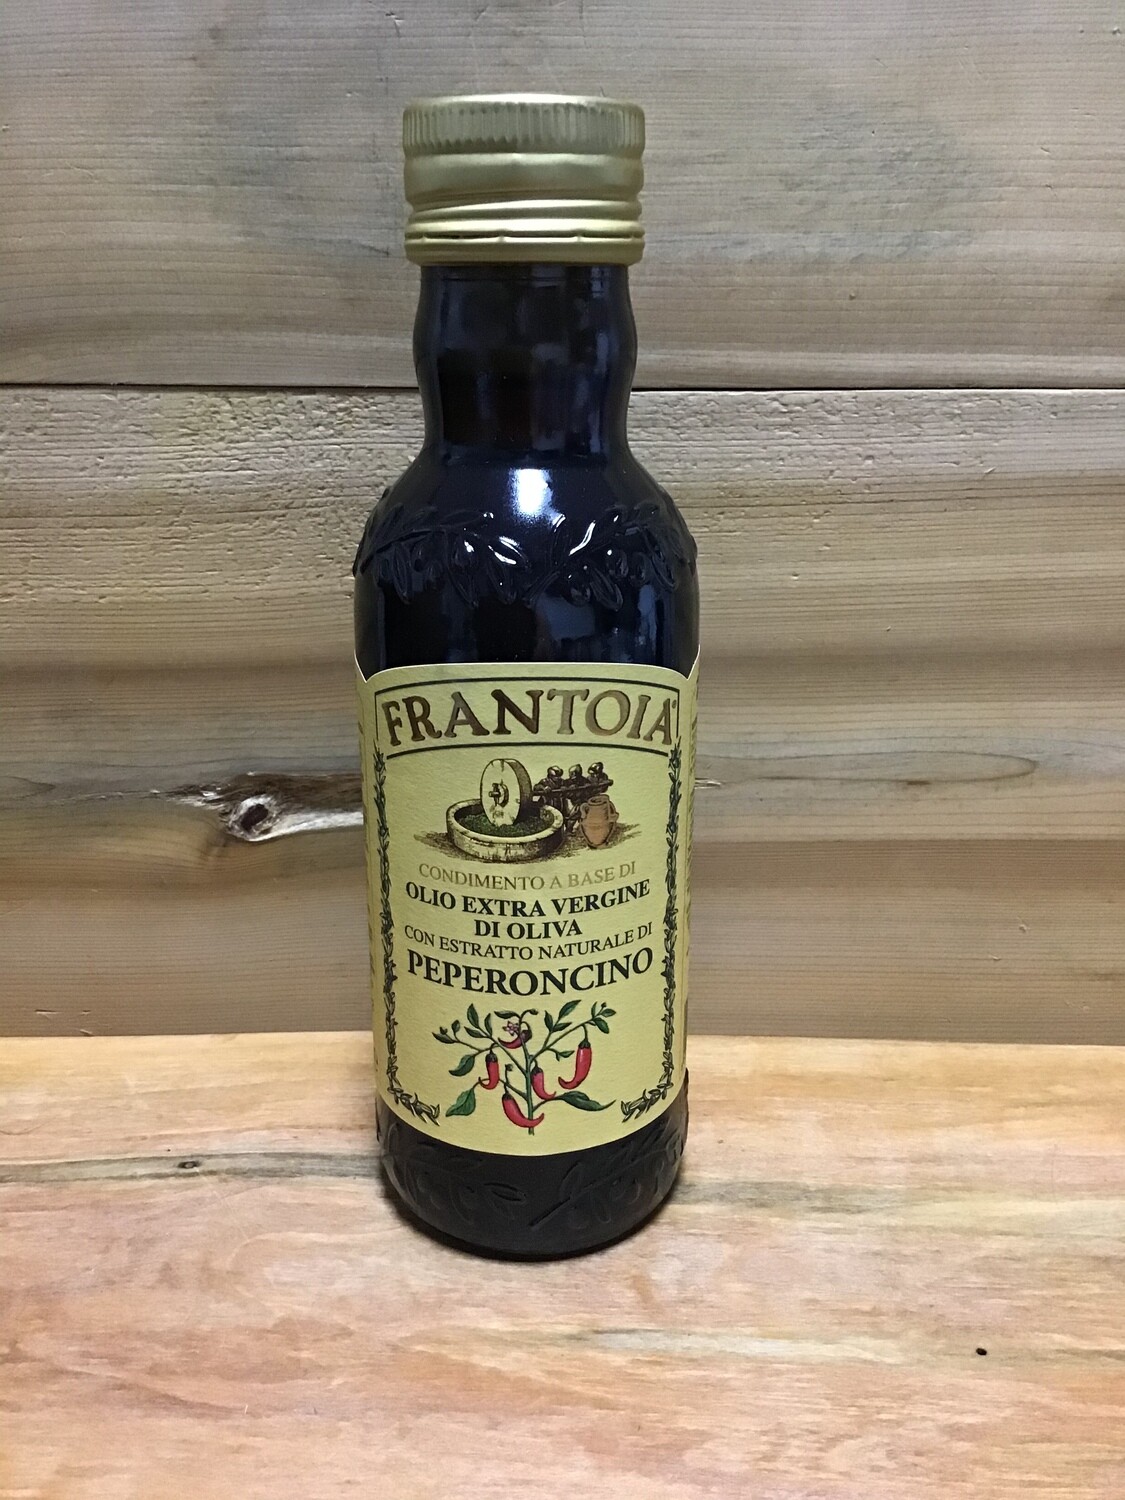 FRANTOIA®
CONDIMENTO A BASE DI
OLIO EXTRA VERGINE
DI OLIVA
CON ESTRATTO NATURALE DI
PEPERONCINO